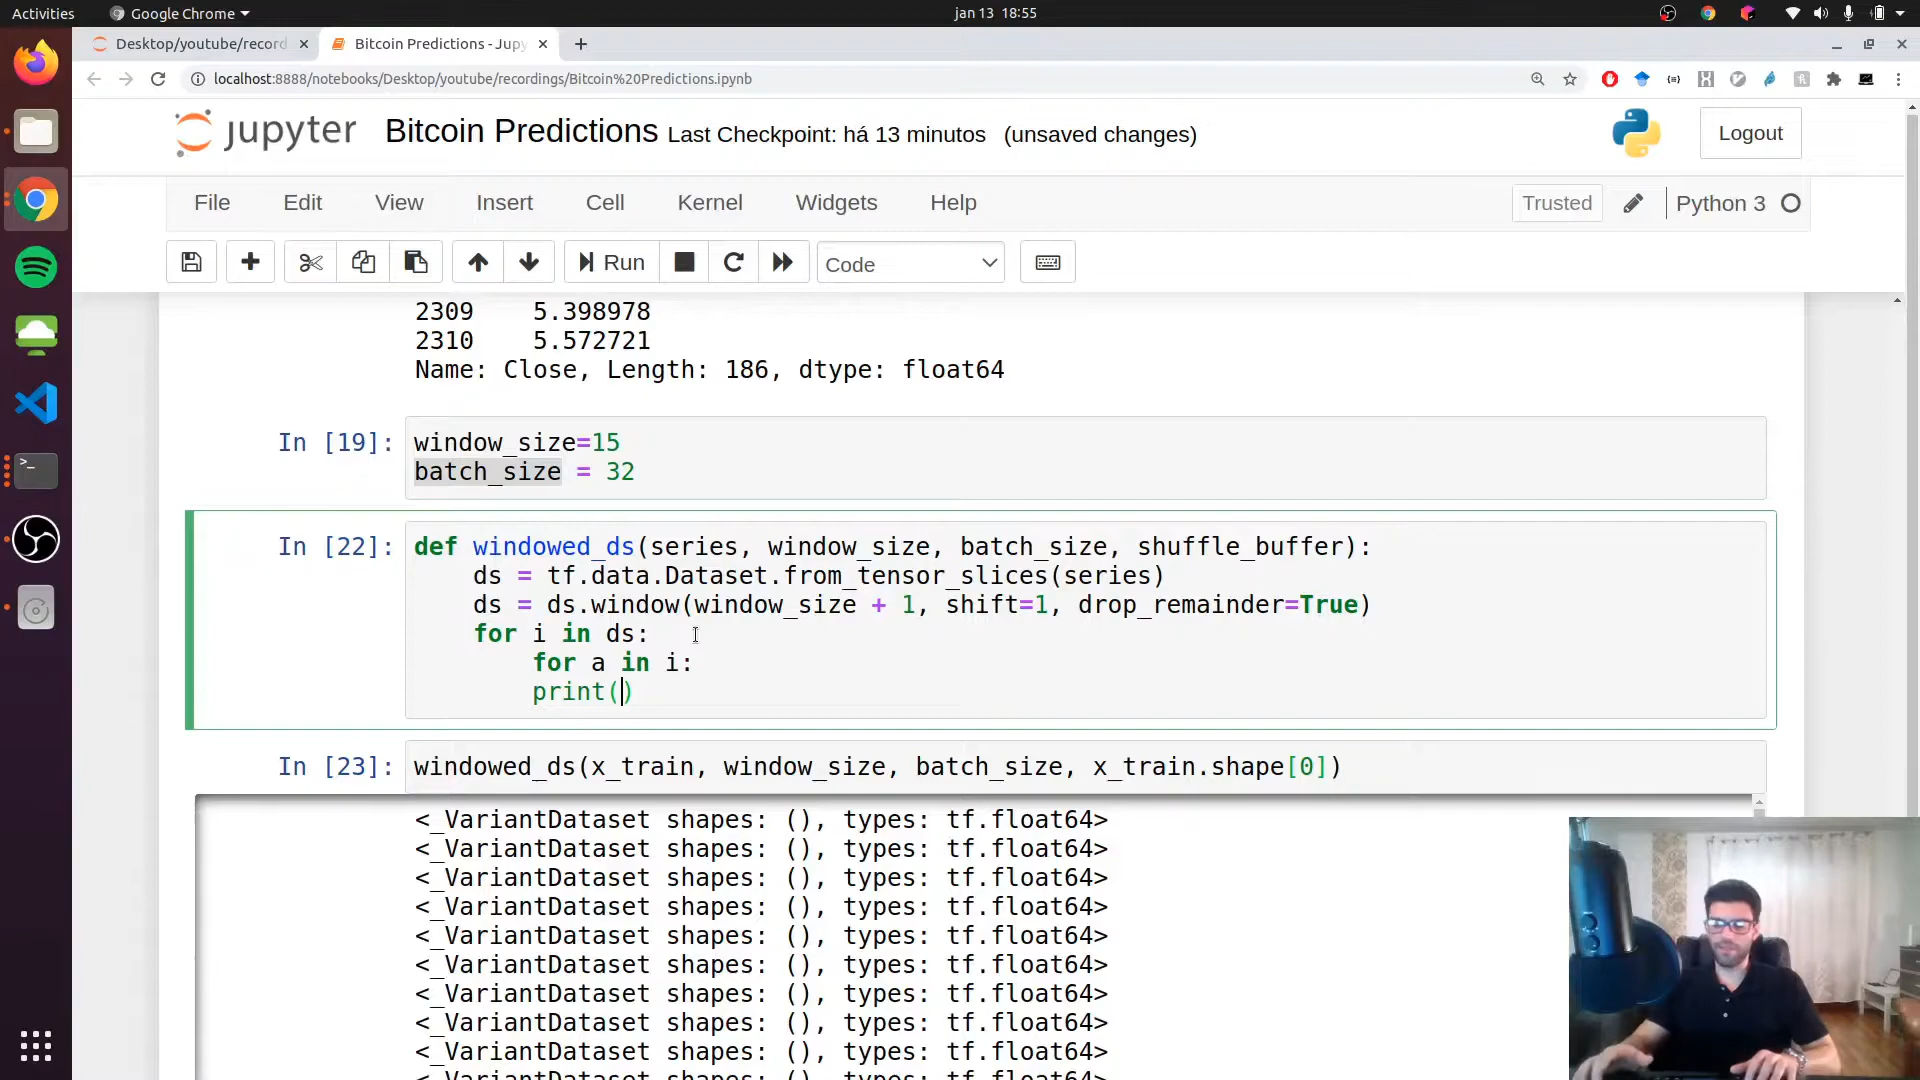 Activities Google Chrome jan 13 18:55
Desktop/youtube/record Bitcoin Predictions - Jupy
localhost:8888/notebooks/Desktop/youtube/recordings/Bitcoin%20Predictions.ipynb
jupyter Bitcoin Predictions Last Checkpoint: há 13 minutos (unsaved changes) Logout
File Edit View Insert Cell Kernel Widgets Help Trusted Python 3
Run Code
2309 5.398978
2310 5.572721
Name: Close, Length: 186, dtype: float64
In [19]: window_size=15
batch_size = 32
In [22]: def windowed_ds(series, window_size, batch_size, shuffle_buffer):
ds = tf.data.Dataset.from_tensor_slices(series)
ds = ds.window(window_size + 1, shift=1, drop_remainder=True)
for i in ds:
for a in i:
print()
In [23]: windowed_ds(x_train, window_size, batch_size, x_train.shape[0])
<_VariantDataset shapes: (), types: tf.float64>
<_VariantDataset shapes: (), types: tf.float64>
<_VariantDataset shapes: (), types: tf.float64>
<_VariantDataset shapes: (), types: tf.float64>
<_VariantDataset shapes: (), types: tf.float64>
<_VariantDataset shapes: (), types: tf.float64>
<_VariantDataset shapes: (), types: tf.float64>
<_VariantDataset shapes: (), types: tf.float64>
<_VariantDataset shapes: (), types: tf.float64>